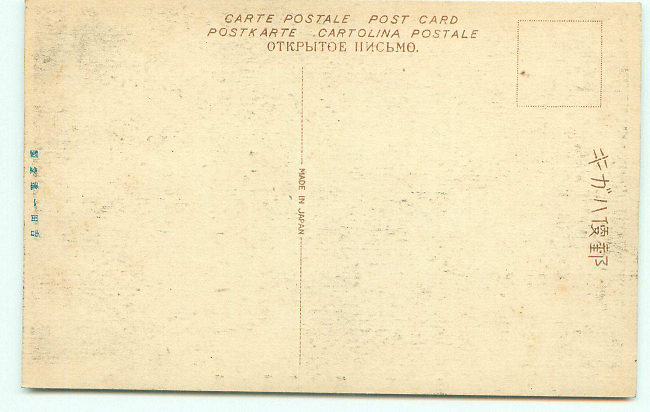 CARTE POSTALE POST CARD
POSTKARTE .CARTOLINA POSTALE
ОТКРЫТОЕ ПИСЬМО.
MADE IN JAPAN
郵便ハガキ